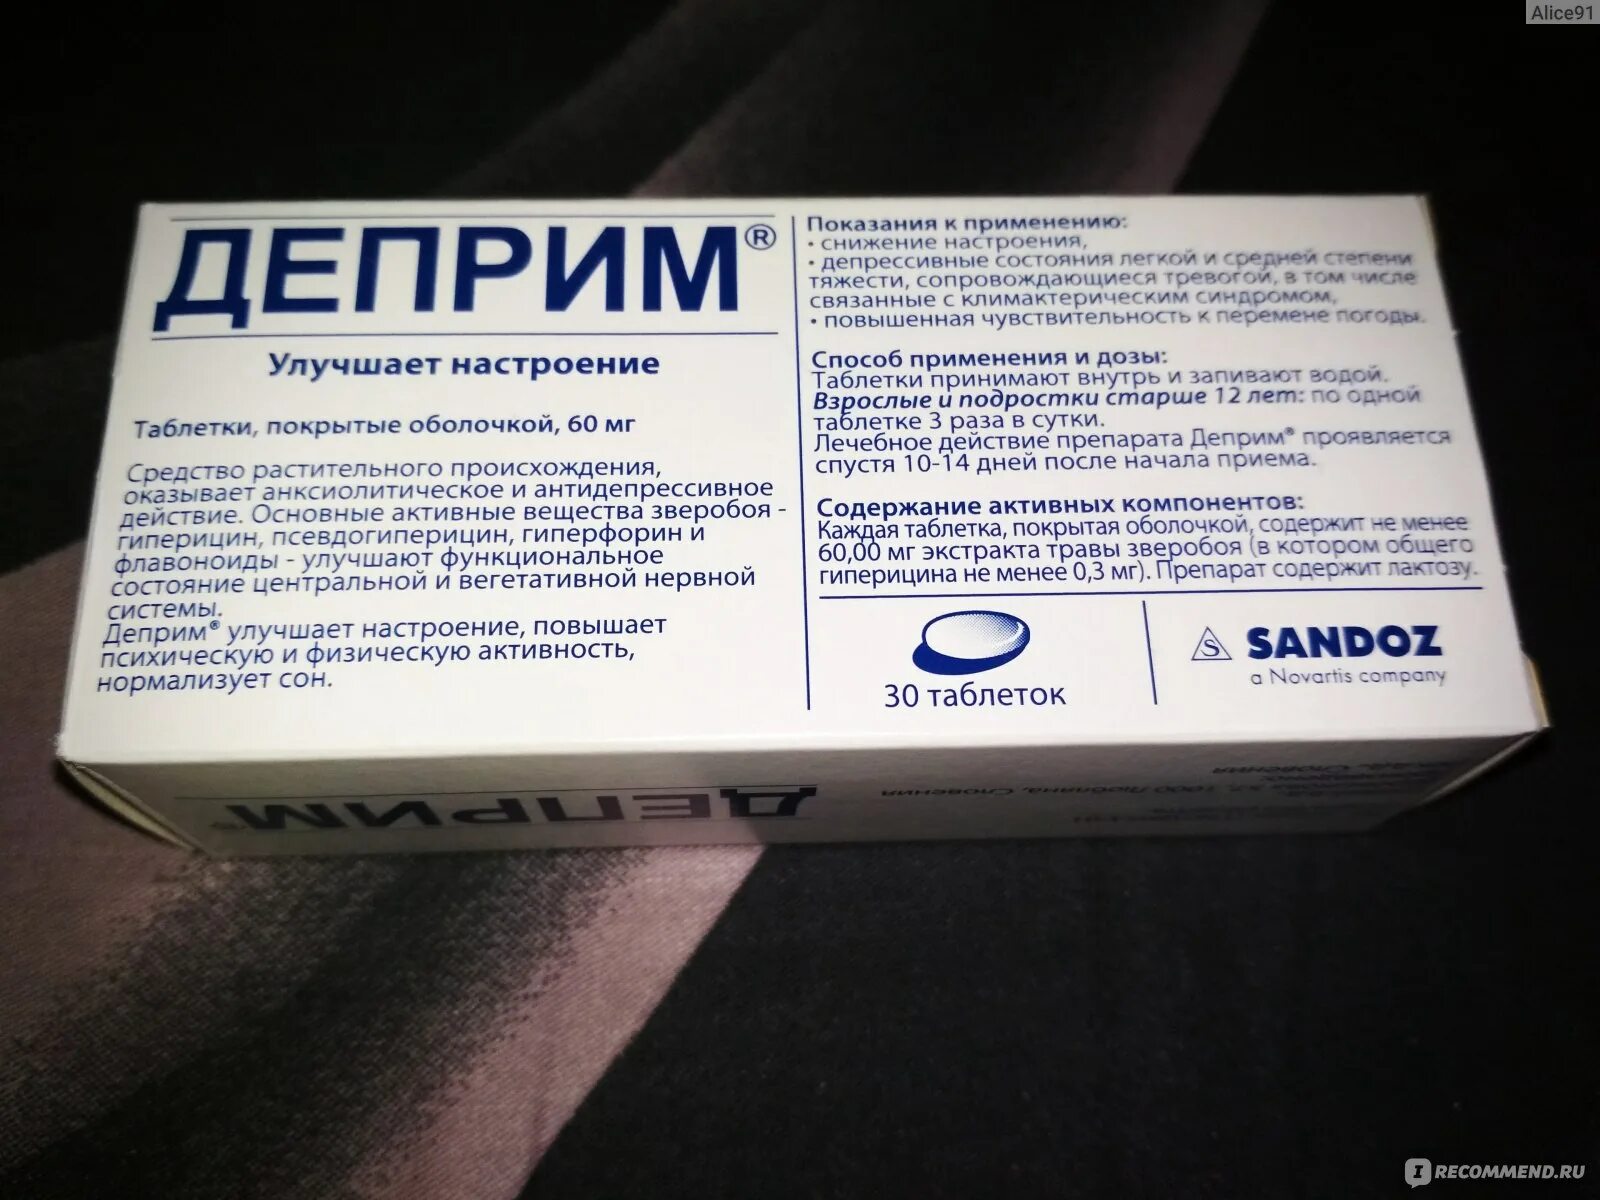 Alice91
ДЕПРИМ®
Улучшает настроение
Таблетки, покрытые оболочкой, 60 мг
Средство растительного происхождения,
оказывает анксиолитическое и антидепрессивное
действие. Основные активные вещества зверобоя -
гиперицин, псевдогиперицин, гиперфорин и
флавоноиды - улучшают функциональное
состояние центральной и вегетативной нервной
системы.
Деприм® улучшает настроение, повышает
психическую и физическую активность,
нормализует сон.
Показания к применению:
• снижение настроения,
• депрессивные состояния легкой и средней степени
тяжести, сопровождающиеся тревогой, в том числе
связанные с климактерическим синдромом,
• повышенная чувствительность к перемене погоды.
Способ применения и дозы:
Таблетки принимают внутрь и запивают водой.
Взрослые и подростки старше 12 лет: по одной
таблетке 3 раза в сутки.
Лечебное действие препарата Деприм® проявляется
спустя 10-14 дней после начала приема.
Содержание активных компонентов:
Каждая таблетка, покрытая оболочкой, содержит не менее
60,00 мг экстракта травы зверобоя (в котором общего
гиперицина не менее 0,3 мг). Препарат содержит лактозу.
30 таблеток
S SANDOZ
a Novartis company
ДЕПРИМ®
1000 Любляна, Словения
Словения
I RECOMMEND.RU